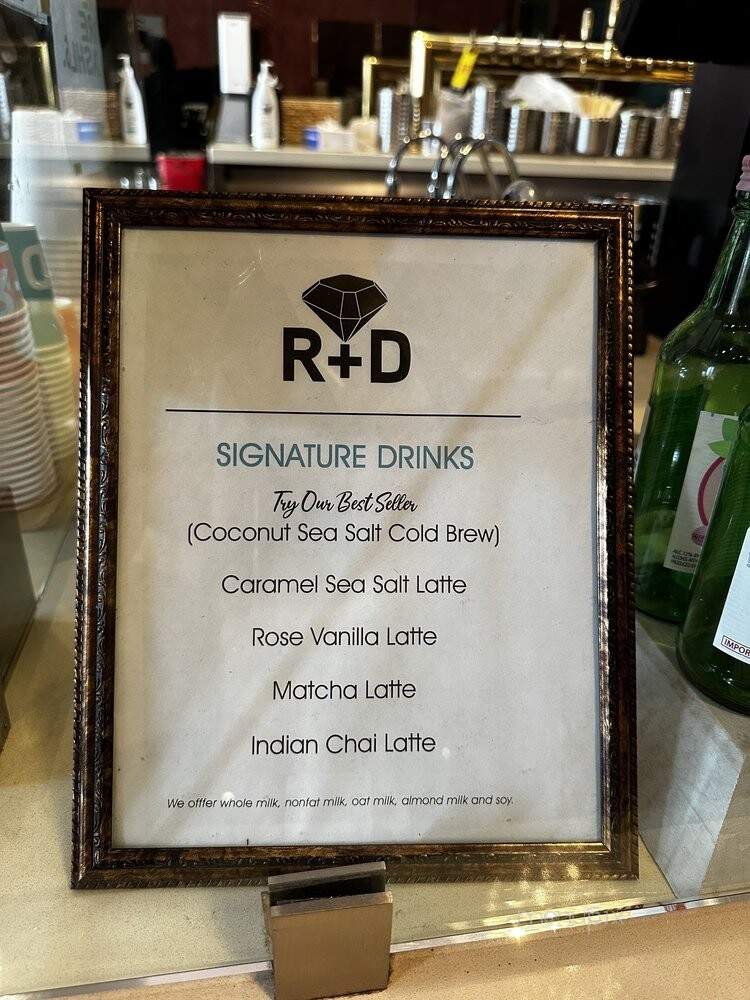 R+D
SIGNATURE DRINKS
Try Our Best Seller
(Coconut Sea Salt Cold Brew)
Caramel Sea Salt Latte
Rose Vanilla Latte
Matcha Latte
Indian Chai Latte
We offfer whole milk, nonfat milk, oat milk, almond milk and soy.